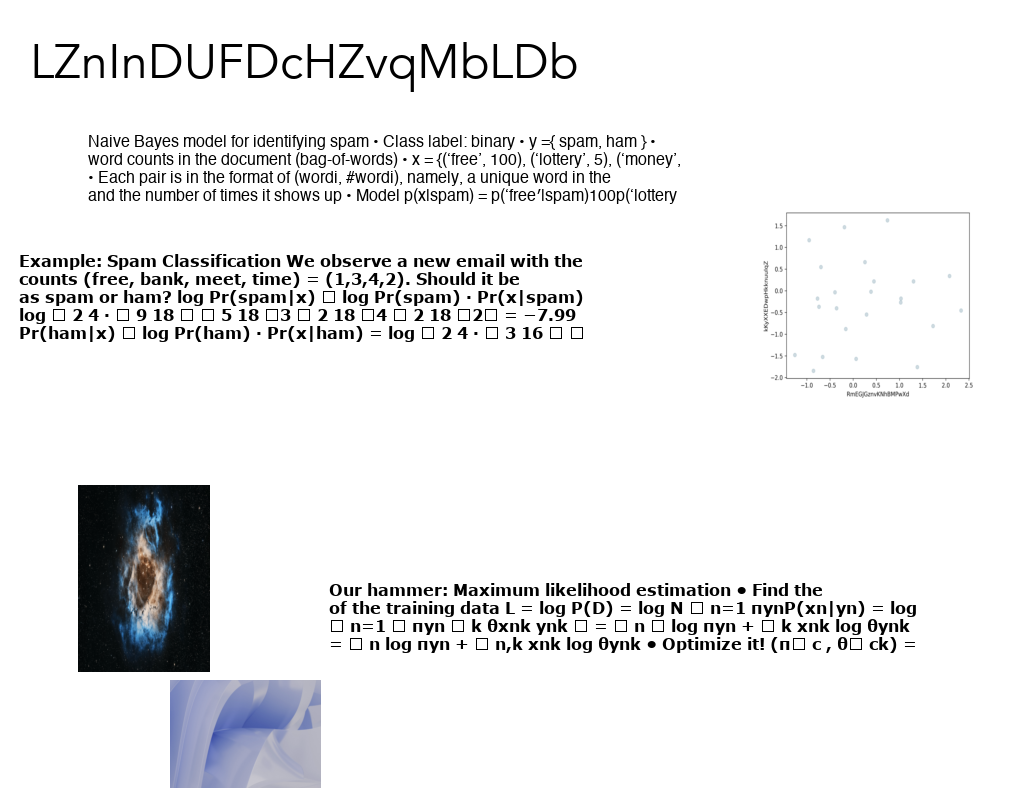 LZnInDUFDcHZvqMbLDb
Naive Bayes model for identifying spam • Class label: binary • y ={ spam, ham } •
word counts in the document (bag-of-words) • x = {(‘free’, 100), (‘lottery’, 5), (‘money’,
• Each pair is in the format of (wordi, #wordi), namely, a unique word in the
and the number of times it shows up • Model p(x|spam) = p(‘free′|spam)100p(‘lottery
Example: Spam Classification We observe a new email with the
counts (free, bank, meet, time) = (1,3,4,2). Should it be
as spam or ham? log Pr(spam|x) □ log Pr(spam) · Pr(x|spam)
log □ 2 4 · □ 9 18 □ □ 5 18 □3 □ 2 18 □4 □ 2 18 □2□ = −7.99
Pr(ham|x) □ log Pr(ham) · Pr(x|ham) = log □ 2 4 · □ 3 16 □ □
1.5
1.0
0.5
0.0
−0.5
−1.0
−1.5
−2.0
−1.0 −0.5 0.0 0.5 1.0 1.5 2.0 2.5
Our hammer: Maximum likelihood estimation ● Find the
of the training data L = log P(D) = log N □ n=1 πynP(xn|yn) = log
□ n=1 □ πyn □ k θxnk ynk □ = □ n □ log πyn + □ k xnk log θynk
= □ n log πyn + □ n,k xnk log θynk ● Optimize it! (π□ c , θ□ ck) =